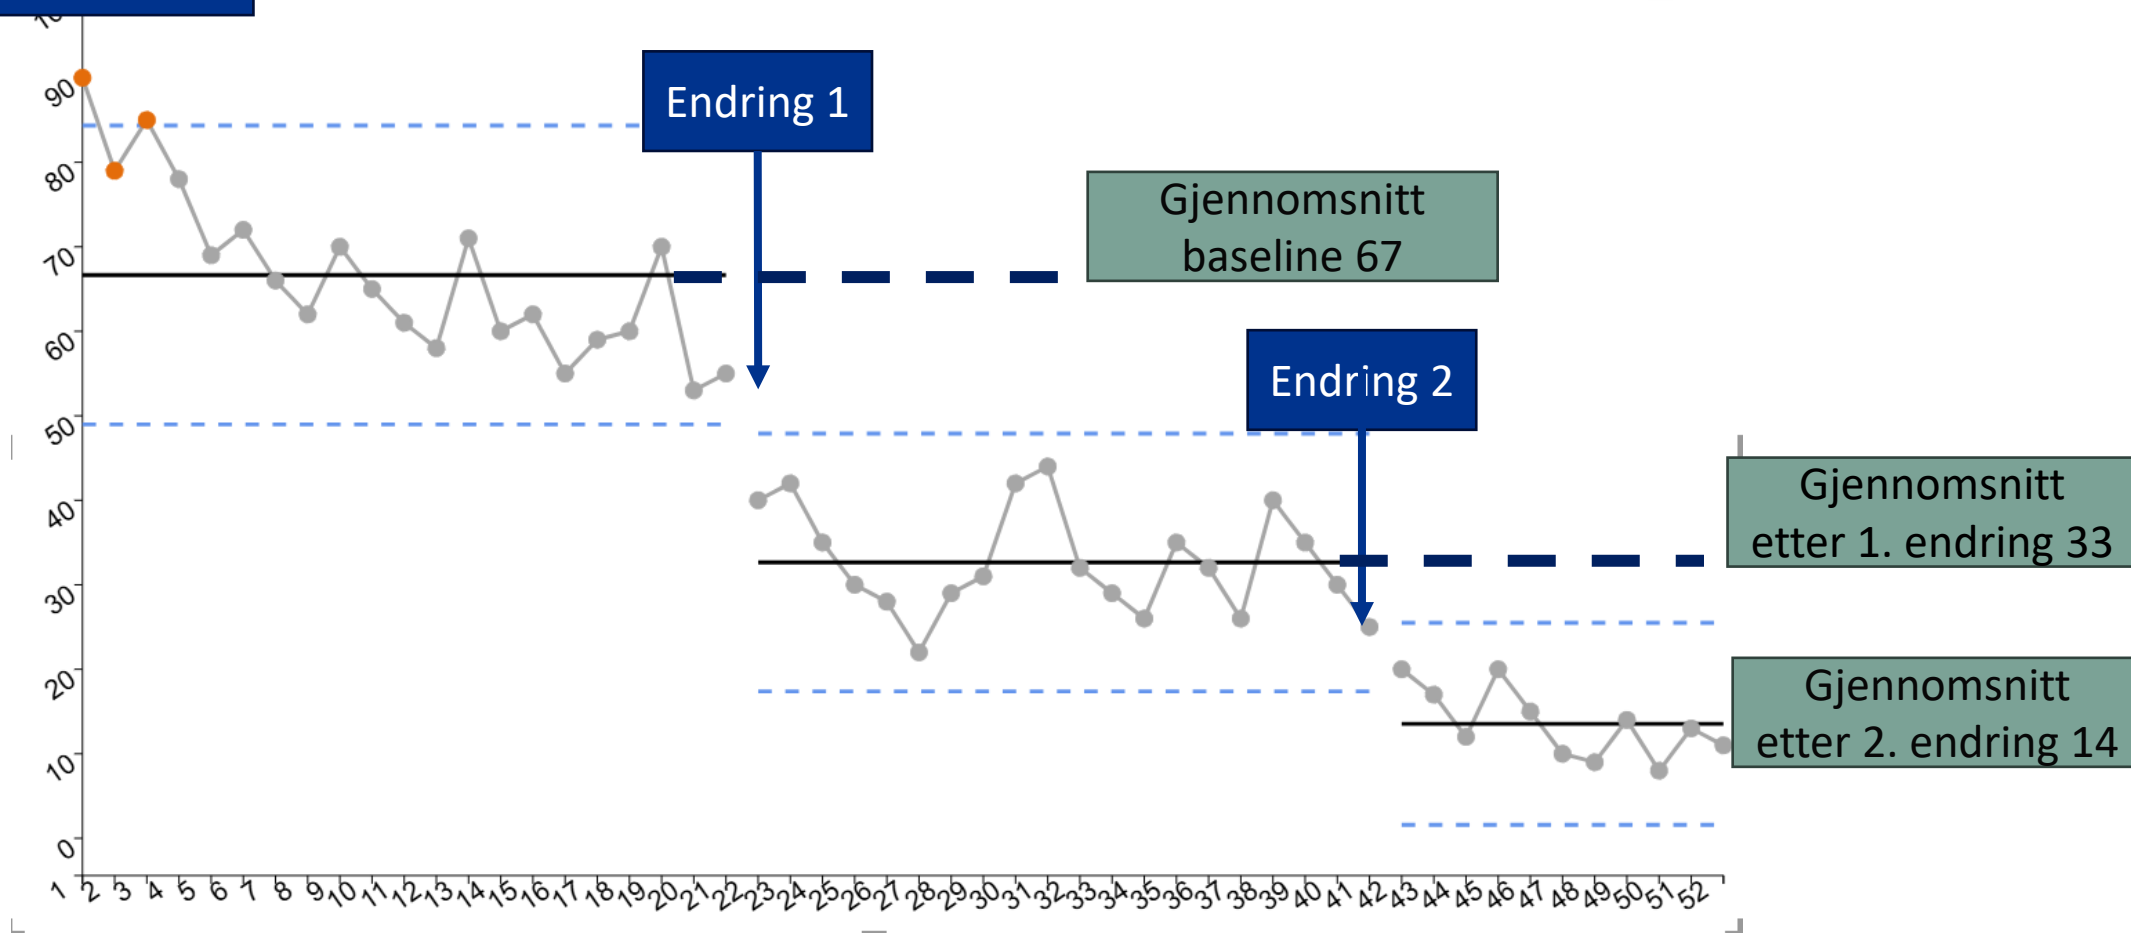 Endring 1
Gjennomsnitt
baseline 67
Endring 2
Gjennomsnitt
etter 1. endring 33
Gjennomsnitt
etter 2. endring 14
90
80
70
60
50
40
30
20
10
0
1 2 3 4 5 6 7 8 9 10 11 12 13 14 15 16 17 18 19 20 21 22 23 24 25 26 27 28 29 30 31 32 33 34 35 36 37 38 39 40 41 42 43 44 45 46 47 48 49 50 51 52